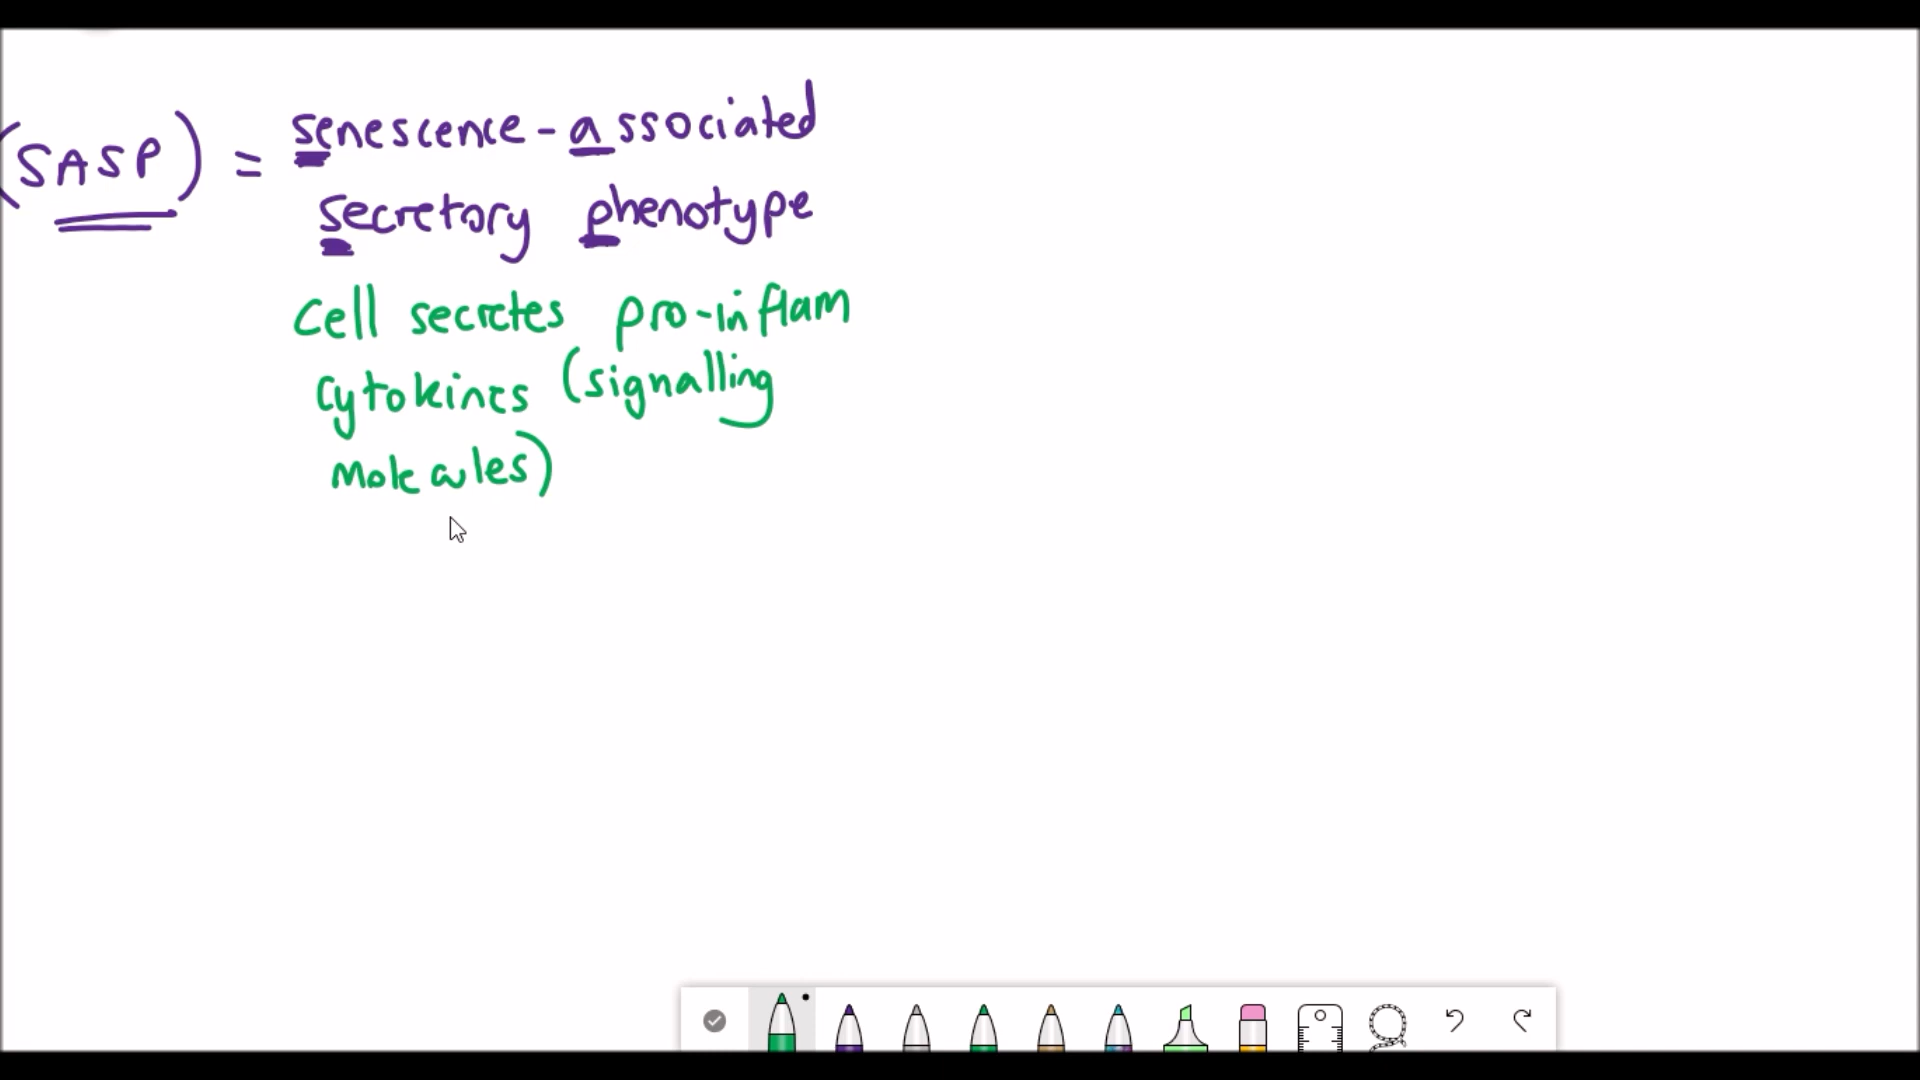 (SASP) = senescence-associated
secretory phenotype
Cell secretes pro-inflam
cytokines (signalling
molecules)